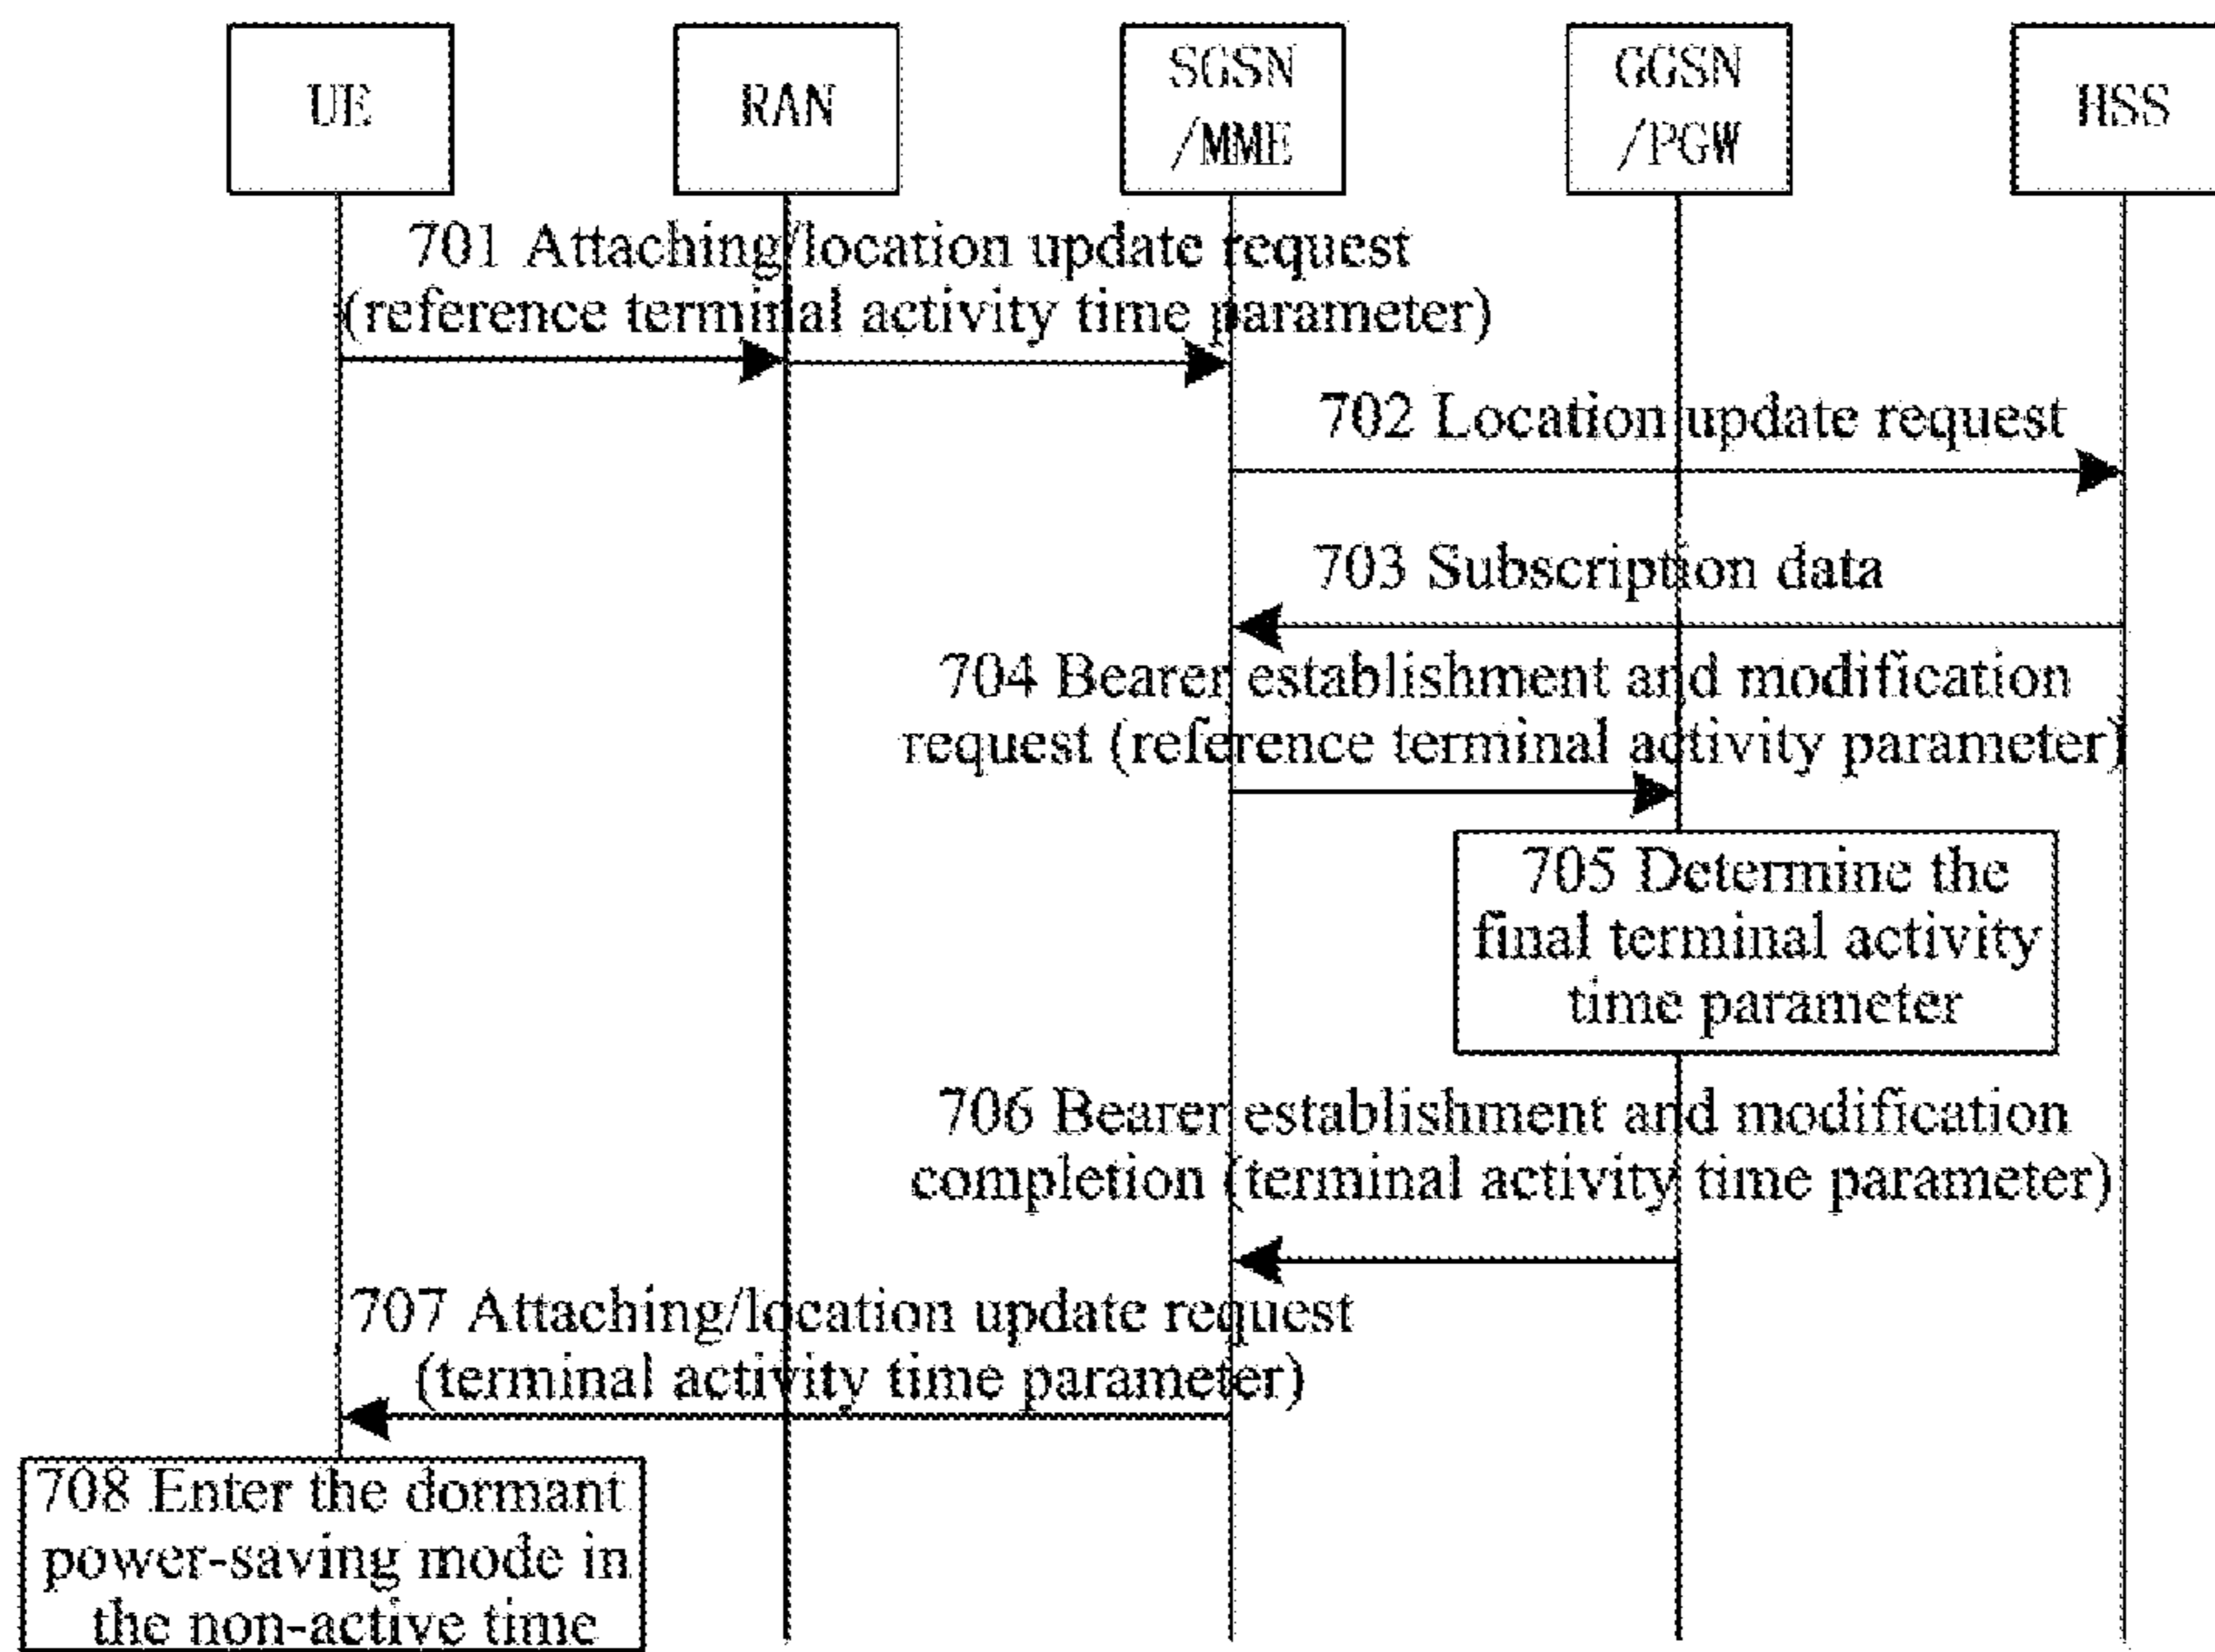 UE
RAN
SGSN
/MME
GGSN
/PGW
HSS
701 Attaching/location update request
(reference terminal activity time parameter)
702 Location update request
703 Subscription data
704 Bearer establishment and modification
request (reference terminal activity parameter)
705 Determine the
final terminal activity
time parameter
706 Bearer establishment and modification
completion (terminal activity time parameter)
707 Attaching/location update request
(terminal activity time parameter)
708 Enter the dormant
power-saving mode in
the non-active time